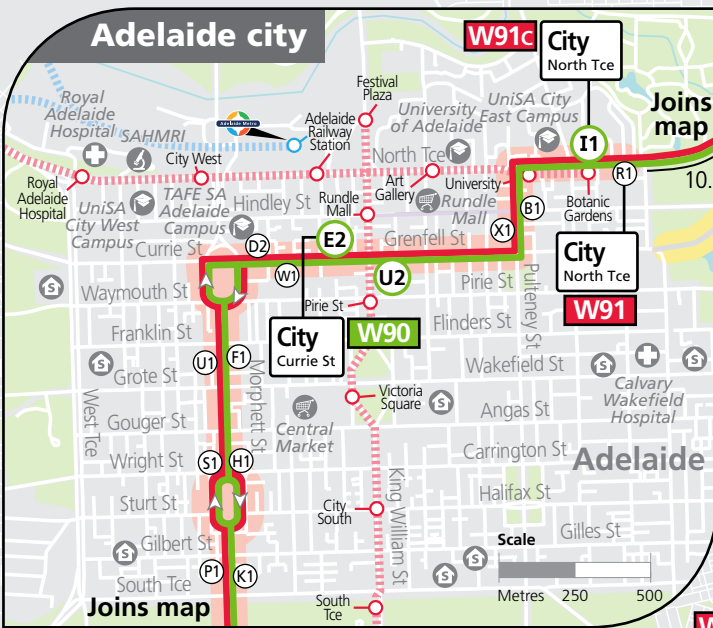 Adelaide city
W91c
City
North Tce
Joins
map
Festival
Plaza
Royal
Adelaide
Hospital
SAHMRI
Adelaide Metro
Adelaide
Railway
Station
University
of Adelaide
UniSA City
East Campus
I1
City West
North Tce
R1
10.
Royal
Adelaide
Hospital
UniSA
City West
Campus
TAFE SA
Adelaide
Campus
Hindley St
Rundle
Mall
Art
Gallery
Rundle
Mall
University
B1
Botanic
Gardens
Currie St
D2
E2
Grenfell St
X1
City
North Tce
W91
Waymouth St
W1
U2
Pirie St
Pirie St
Pulteney St
Franklin St
City
Currie St
W90
Flinders St
U1
F1
Grote St
Morphett St
Wakefield St
Calvary
Wakefield
Hospital
West Tce
Victoria
Square
Angas St
Gouger St
Central
Market
Wright St
S1
H1
Carrington St
Adelaide
Sturt St
King William St
Halifax St
City
South
Gilbert St
Gilles St
P1
K1
South Tce
Scale
Metres 250 500
Joins map
South
Tce
W